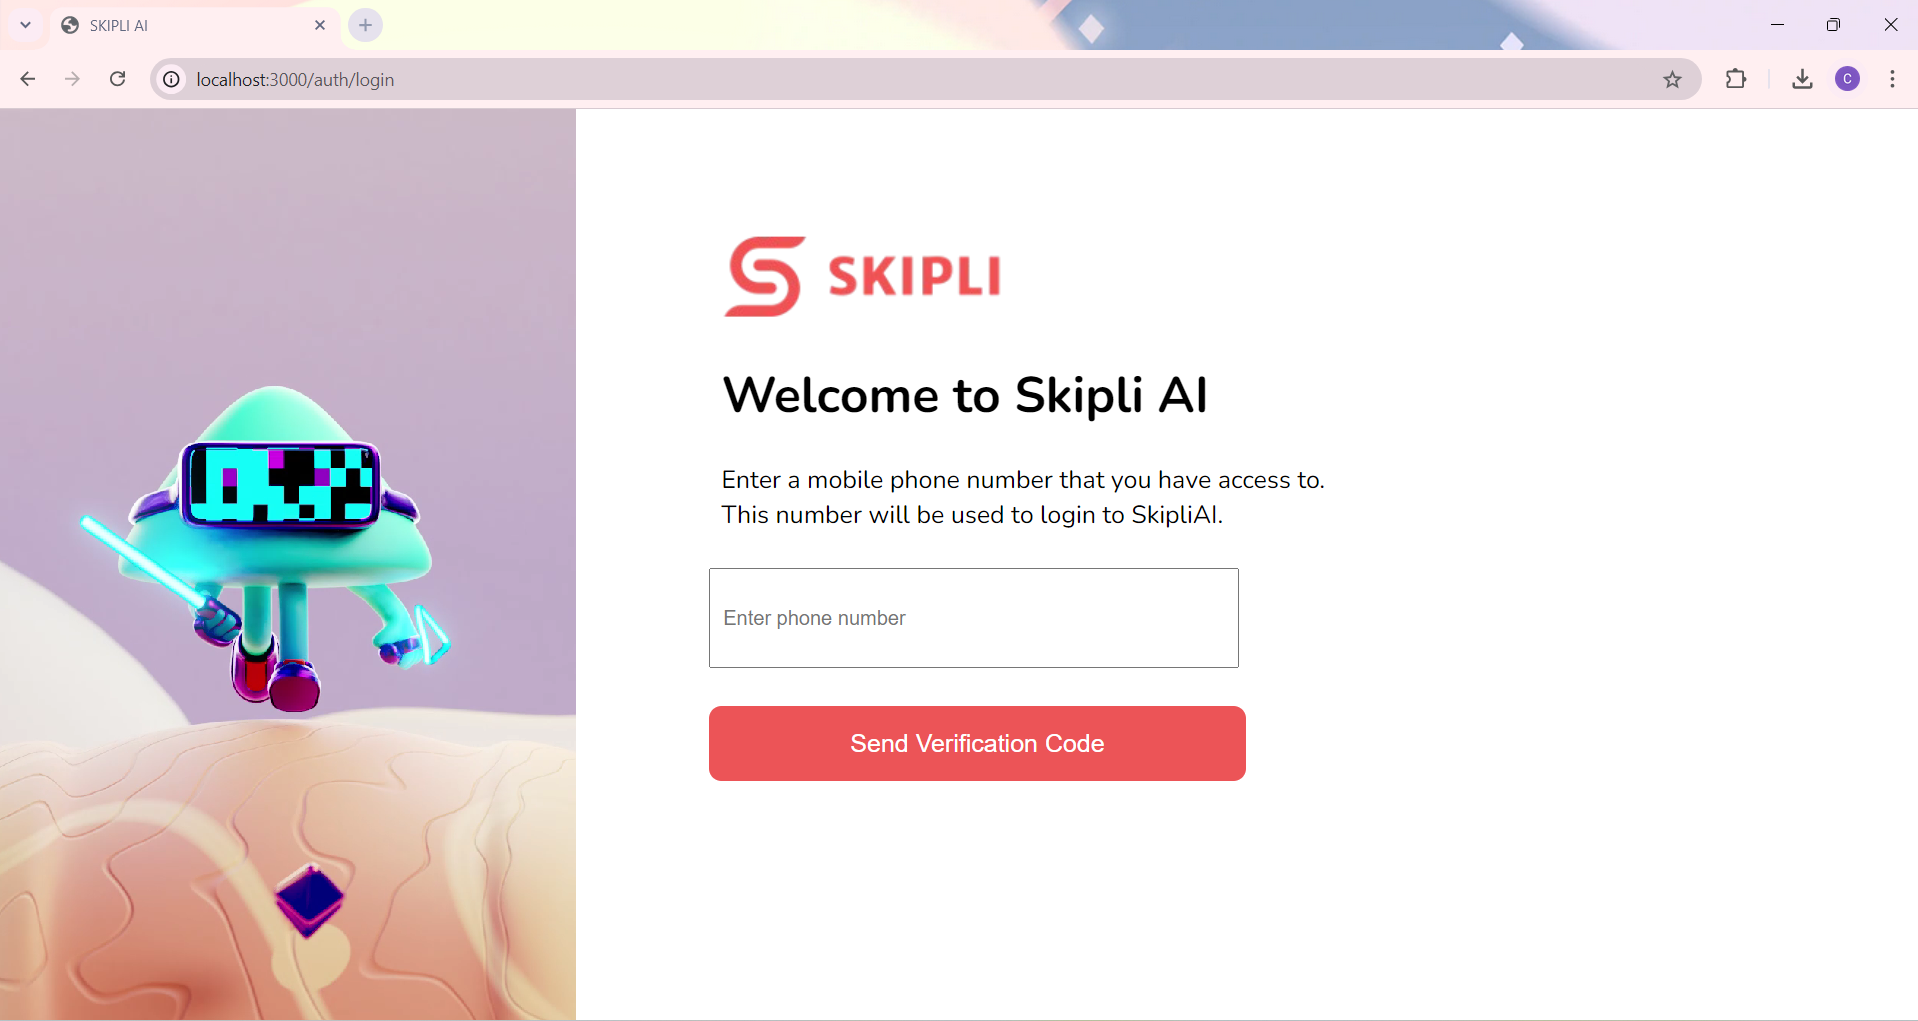 SKIPLI AI
localhost:3000/auth/login
C
SKIPLI
Welcome to Skipli AI
Enter a mobile phone number that you have access to.
This number will be used to login to SkipliAI.
Enter phone number
Send Verification Code